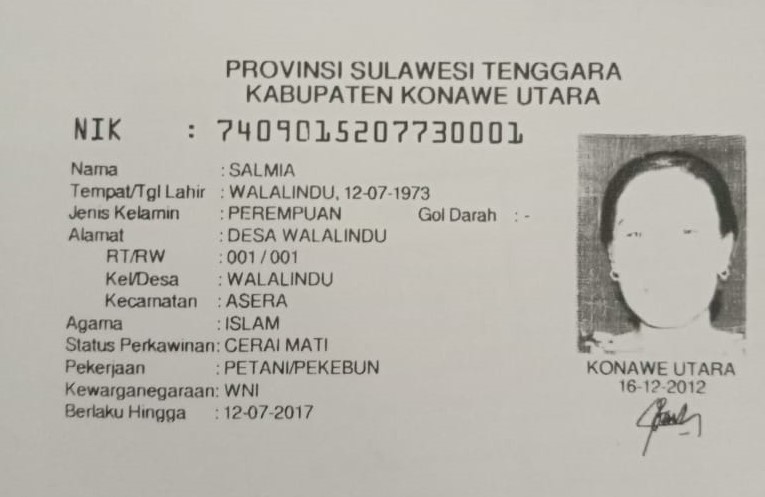 PROVINSI SULAWESI TENGGARA
KABUPATEN KONAWE UTARA
NIK : 7409015207730001
Nama : SALMIA
Tempat/Tgl Lahir : WALALINDU, 12-07-1973
Jenis Kelamin : PEREMPUAN Gol Darah : -
Alamat : DESA WALALINDU
RT/RW : 001 / 001
Kel/Desa : WALALINDU
Kecamatan : ASERA
Agama : ISLAM
Status Perkawinan: CERAI MATI
Pekerjaan : PETANI/PEKEBUN
Kewarganegaraan: WNI
Berlaku Hingga : 12-07-2017
KONAWE UTARA
16-12-2012